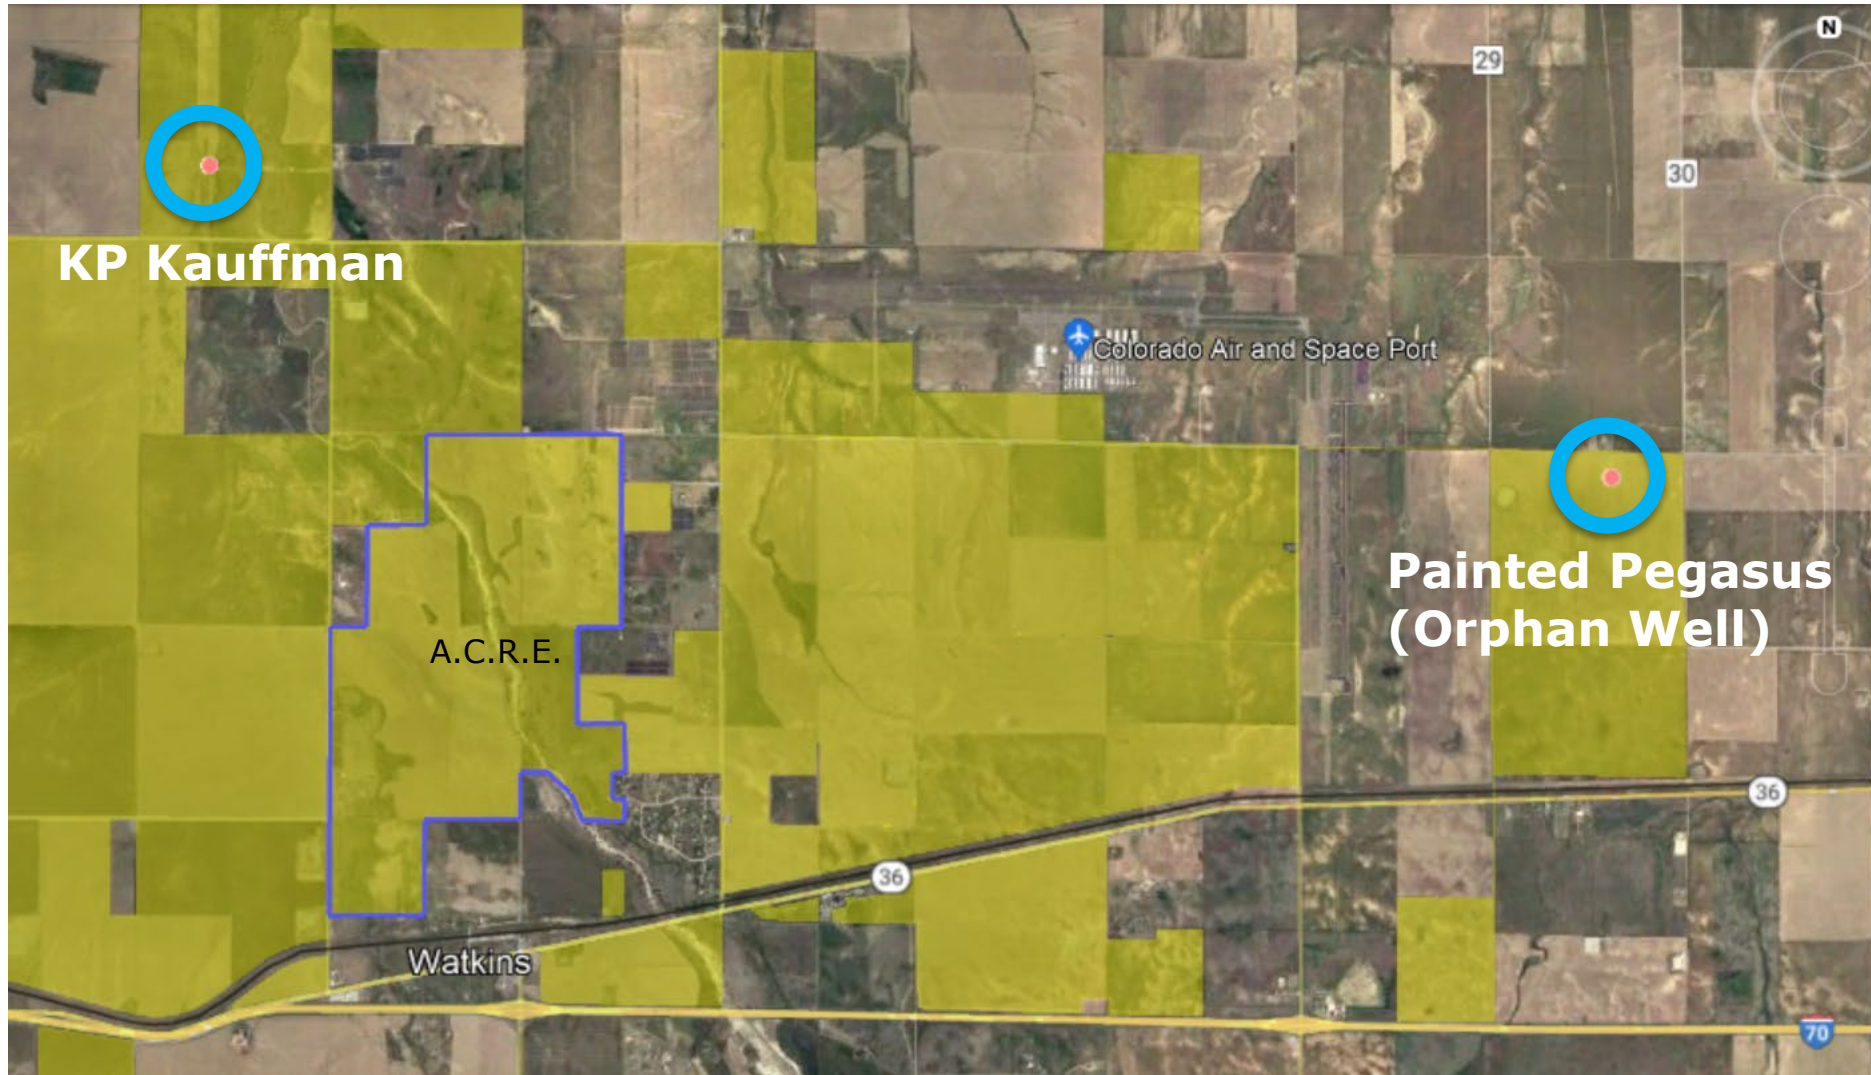 N
29
30
KP Kauffman
Colorado Air and Space Port
Painted Pegasus
(Orphan Well)
A.C.R.E.
36
36
Watkins
70